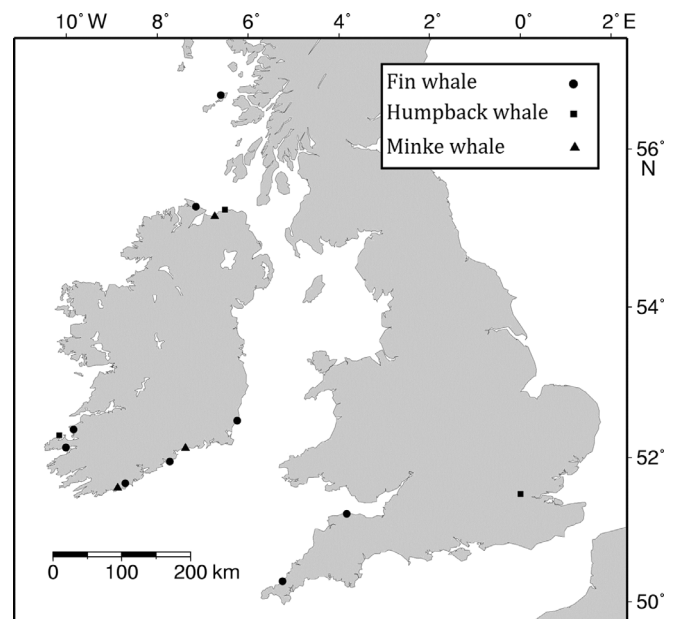 10˚ W 8˚ 6˚ 4˚ 2˚ 0˚ 2˚ E
Fin whale
Humpback whale
Minke whale
56˚
N
54˚
52˚
0 100 200 km
50˚